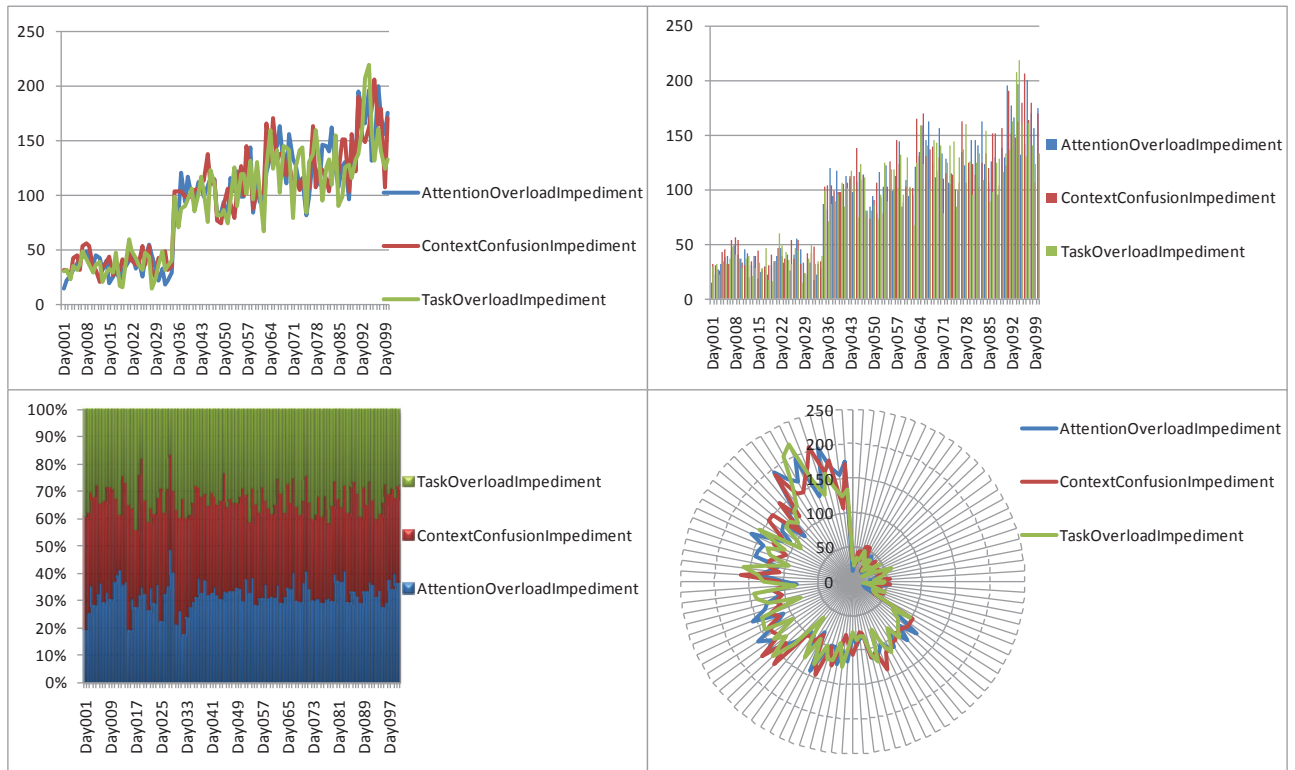 250
200
150
100
50
0
Day001
Day008
Day015
Day022
Day029
Day036
Day043
Day050
Day057
Day064
Day071
Day078
Day085
Day092
Day099
AttentionOverloadImpediment
ContextConfusionImpediment
TaskOverloadImpediment
250
200
150
100
50
0
Day001
Day008
Day015
Day022
Day029
Day036
Day043
Day050
Day057
Day064
Day071
Day078
Day085
Day092
Day099
AttentionOverloadImpediment
ContextConfusionImpediment
TaskOverloadImpediment
100%
90%
80%
70%
60%
50%
40%
30%
20%
10%
0%
Day001
Day009
Day017
Day025
Day033
Day041
Day049
Day057
Day065
Day073
Day081
Day089
Day097
TaskOverloadImpediment
ContextConfusionImpediment
AttentionOverloadImpediment
250
200
150
100
50
0
AttentionOverloadImpediment
ContextConfusionImpediment
TaskOverloadImpediment